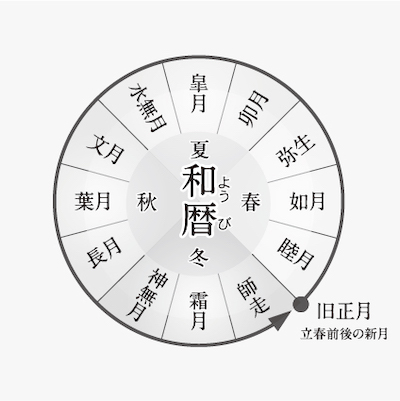 皐月
卯月
弥生
如月
睦月
師走
霜月
神無月
長月
葉月
文月
水無月
夏
春
冬
秋
和暦
ようび
旧正月
立春前後の新月